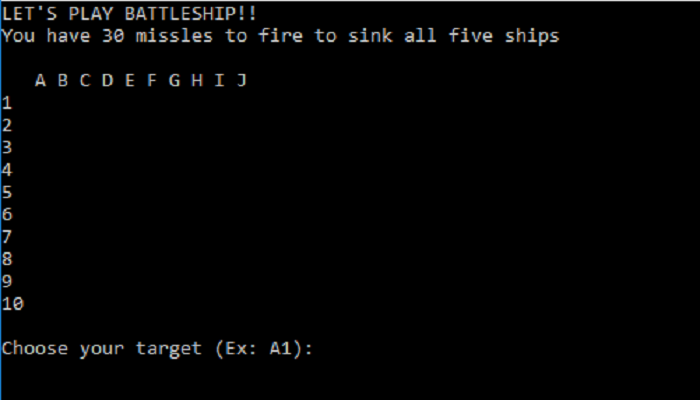 LET'S PLAY BATTLESHIP!!
You have 30 missles to fire to sink all five ships
A B C D E F G H I J
1
2
3
4
5
6
7
8
9
10
Choose your target (Ex: A1):